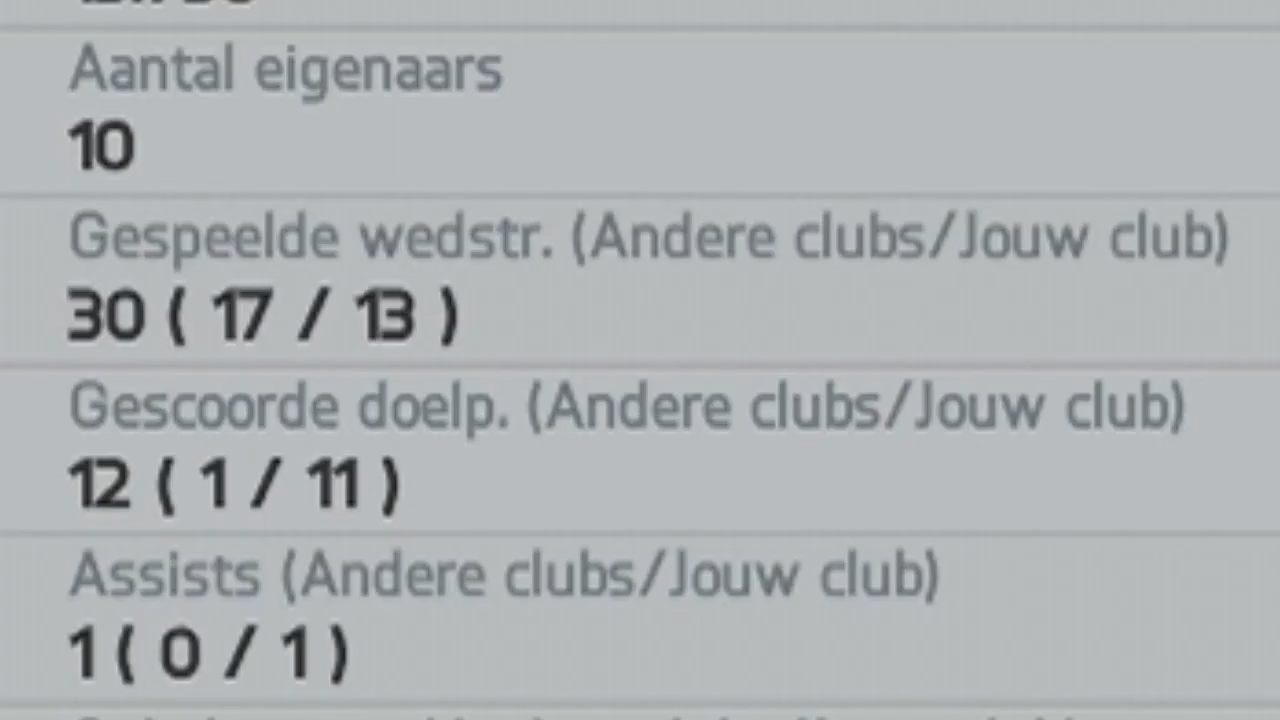 Aantal eigenaars
10
Gespeelde wedstr. (Andere clubs/Jouw club)
30 ( 17 / 13 )
Gescoorde doelp. (Andere clubs/Jouw club)
12 ( 1 / 11 )
Assists (Andere clubs/Jouw club)
1 ( 0 / 1 )